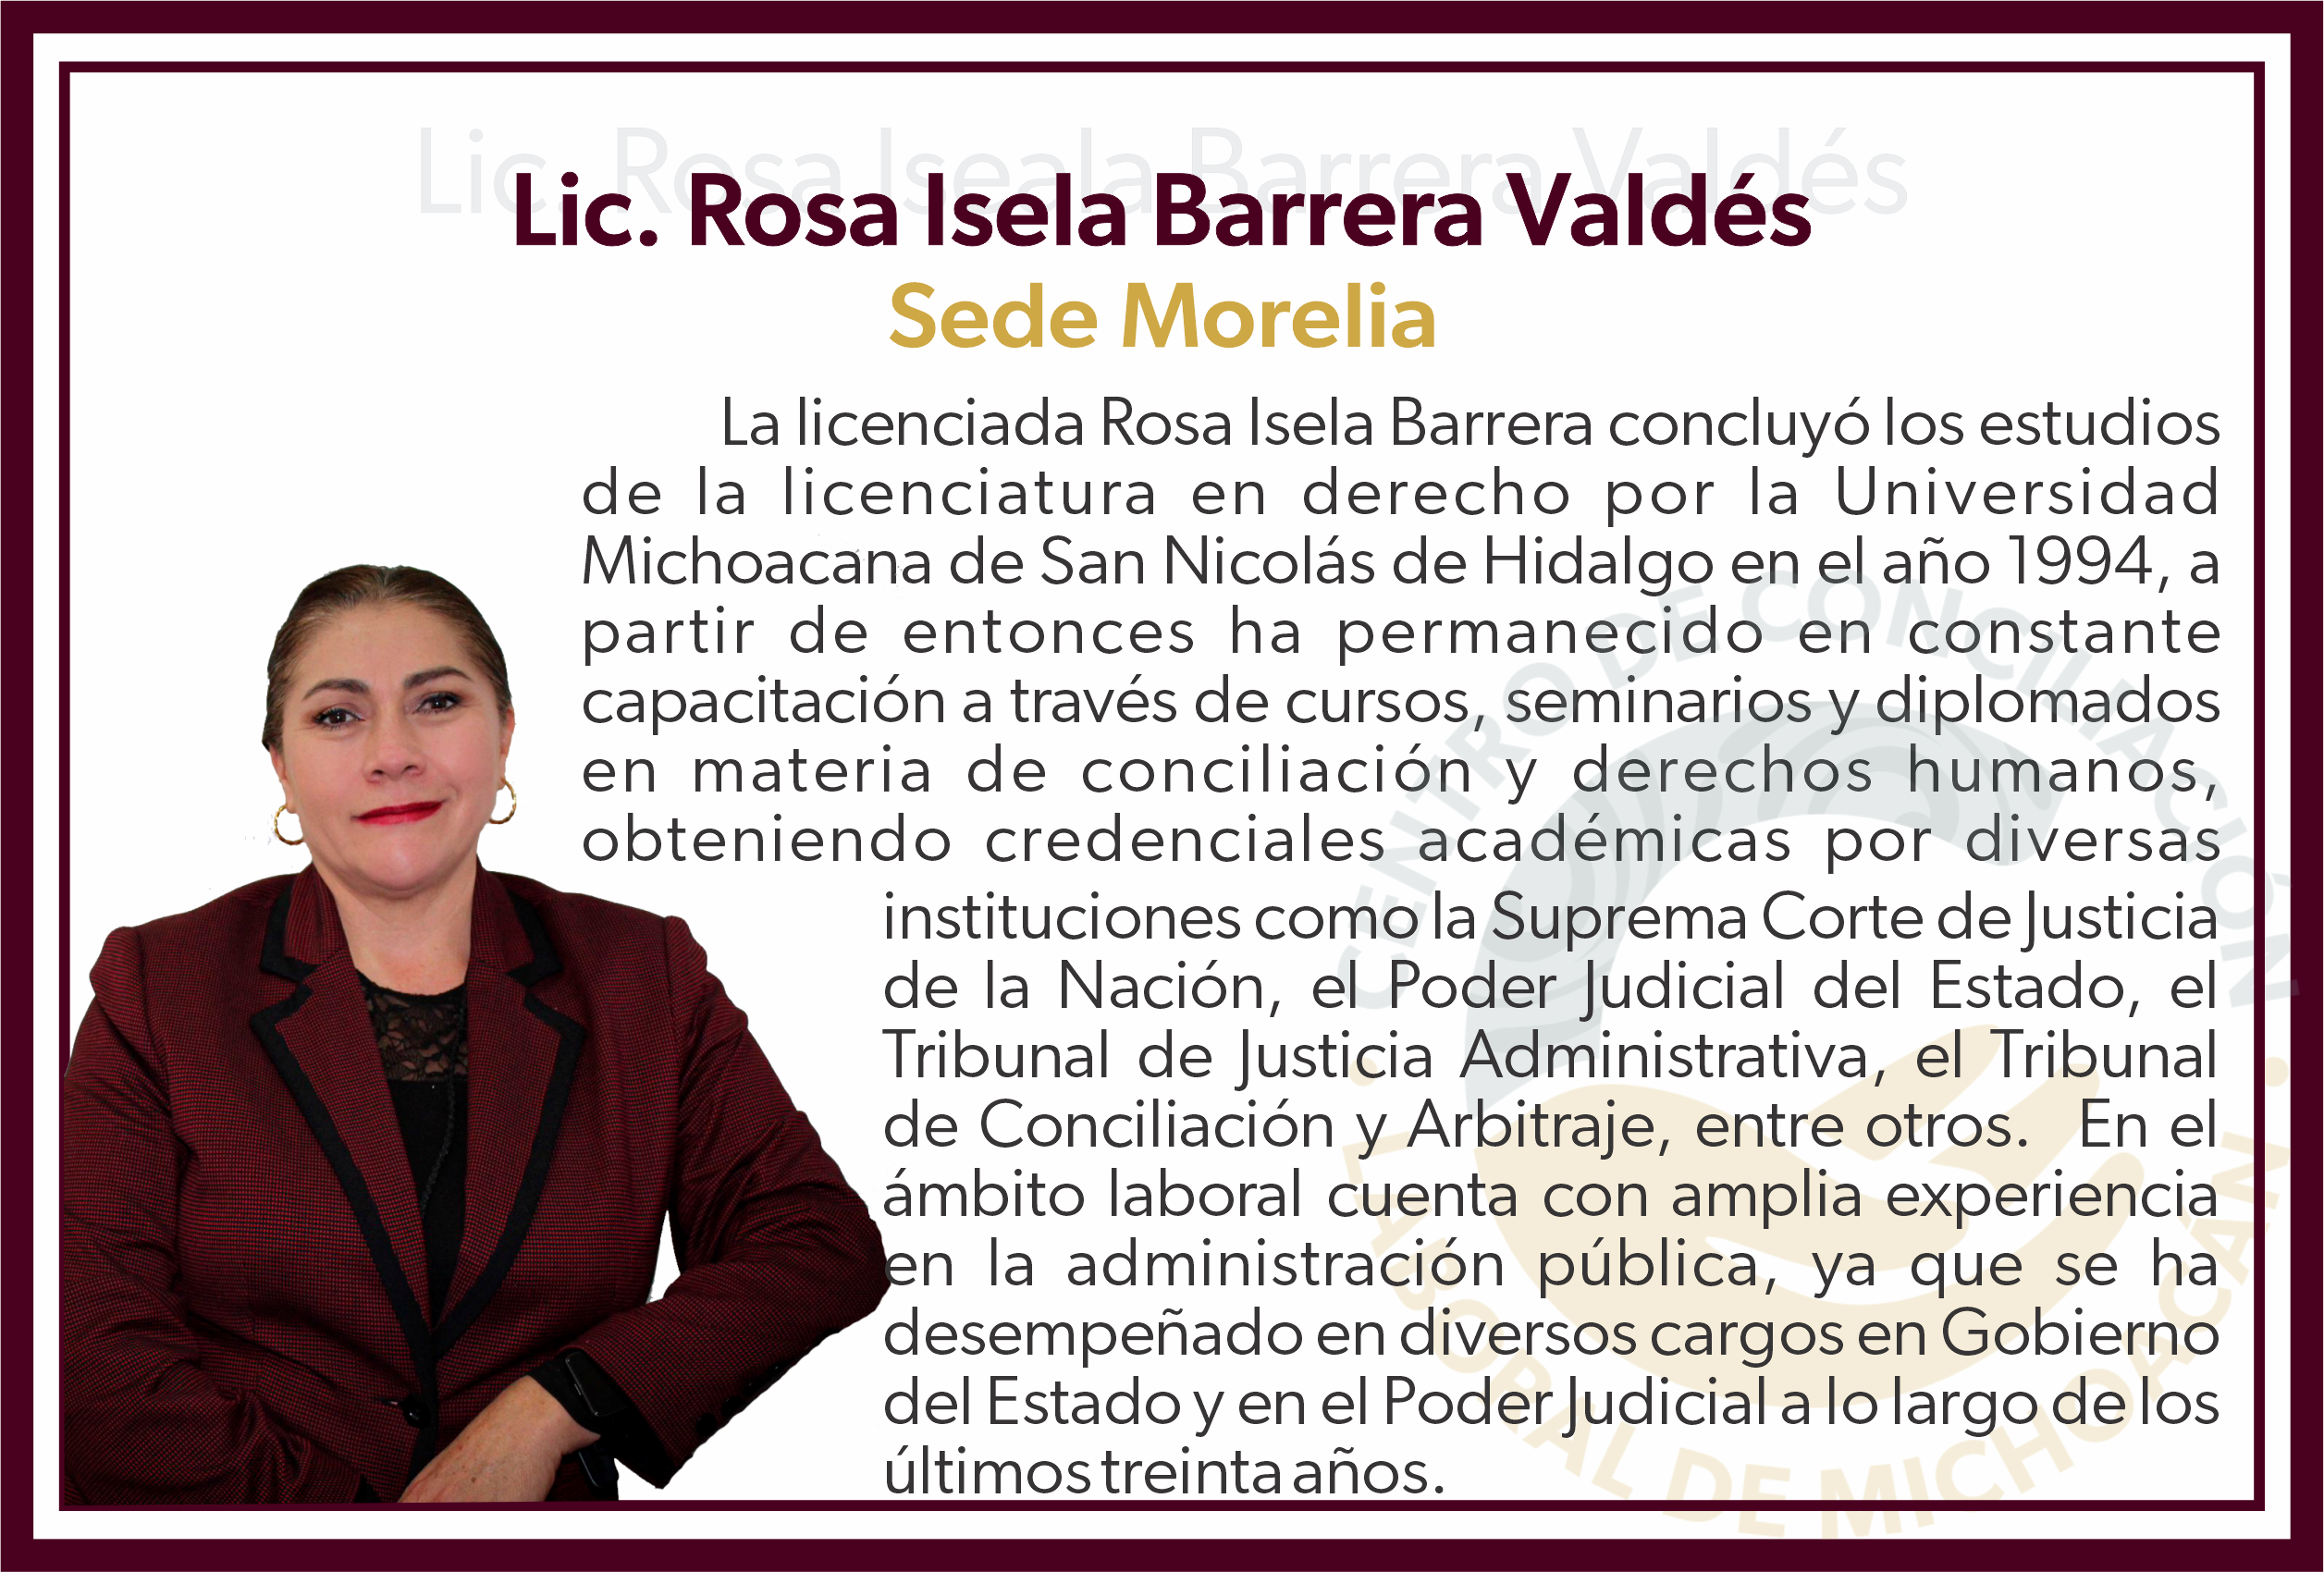 Lic. Rosa Iseala Barrera Valdés
Lic. Rosa Isela Barrera Valdés
Sede Morelia
La licenciada Rosa Isela Barrera concluyó los estudios
de la licenciatura en derecho por la Universidad
Michoacana de San Nicolás de Hidalgo en el año 1994, a
partir de entonces ha permanecido en constante
capacitación a través de cursos, seminarios y diplomados
en materia de conciliación y derechos humanos,
obteniendo credenciales académicas por diversas
instituciones como la Suprema Corte de Justicia
de la Nación, el Poder Judicial del Estado, el
Tribunal de Justicia Administrativa, el Tribunal
de Conciliación y Arbitraje, entre otros. En el
ámbito laboral cuenta con amplia experiencia
en la administración pública, ya que se ha
desempeñado en diversos cargos en Gobierno
del Estado y en el Poder Judicial a lo largo de los
últimos treinta años.
CENTRO DE CONCILIACIÓN
LABORAL DE MICHOACÁN